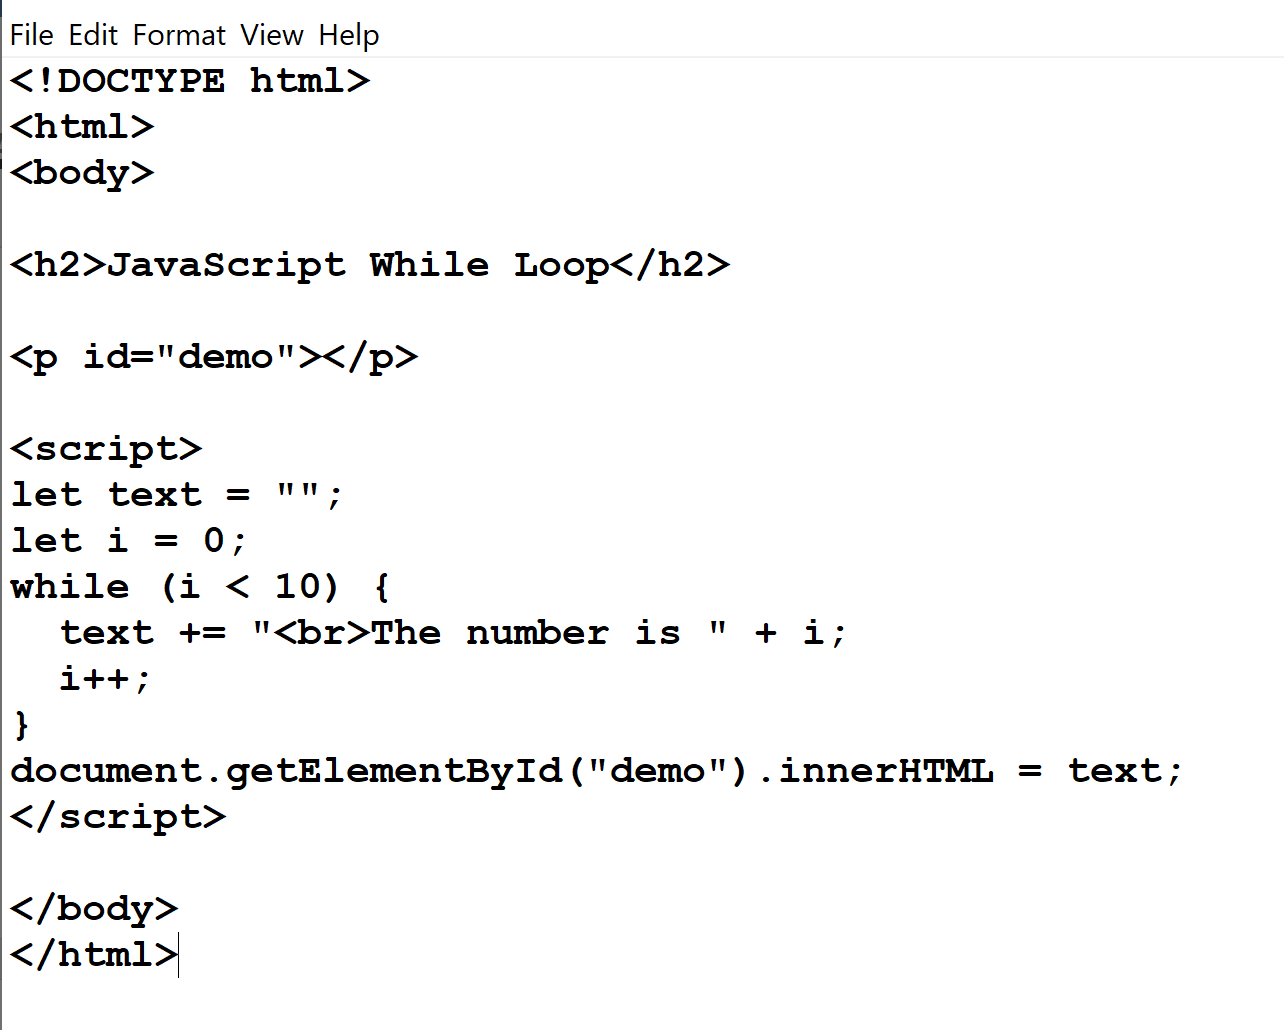 File Edit Format View Help
<!DOCTYPE html>
<html>
<body>
<h2>JavaScript While Loop</h2>
<p id="demo"></p>
<script>
let text = "";
let i = 0;
while (i < 10) {
  text += "<br>The number is " + i;
  i++;
}
document.getElementById("demo").innerHTML = text;
</script>
</body>
</html>